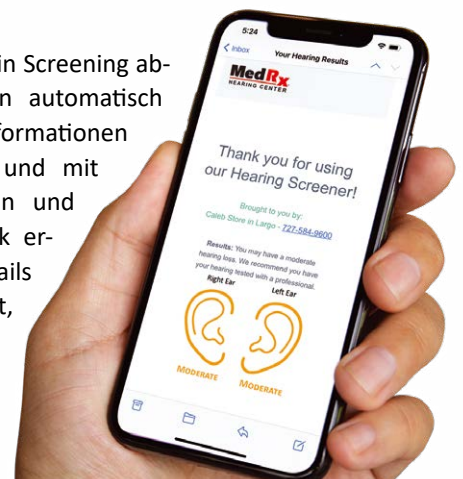 in Screening ab-
n automatisch
formationen
und mit
n und
k er-
ails
t,
5:24
Inbox
Your Hearing Results
MedRx
HEARING CENTER
Thank you for using
our Hearing Screener!
Brought to you by:
Caleb Store in Largo - 727-584-9600
Results: You may have a moderate
hearing loss. We recommend you have
your hearing tested with a professional.
Right Ear
Left Ear
MODERATE
MODERATE